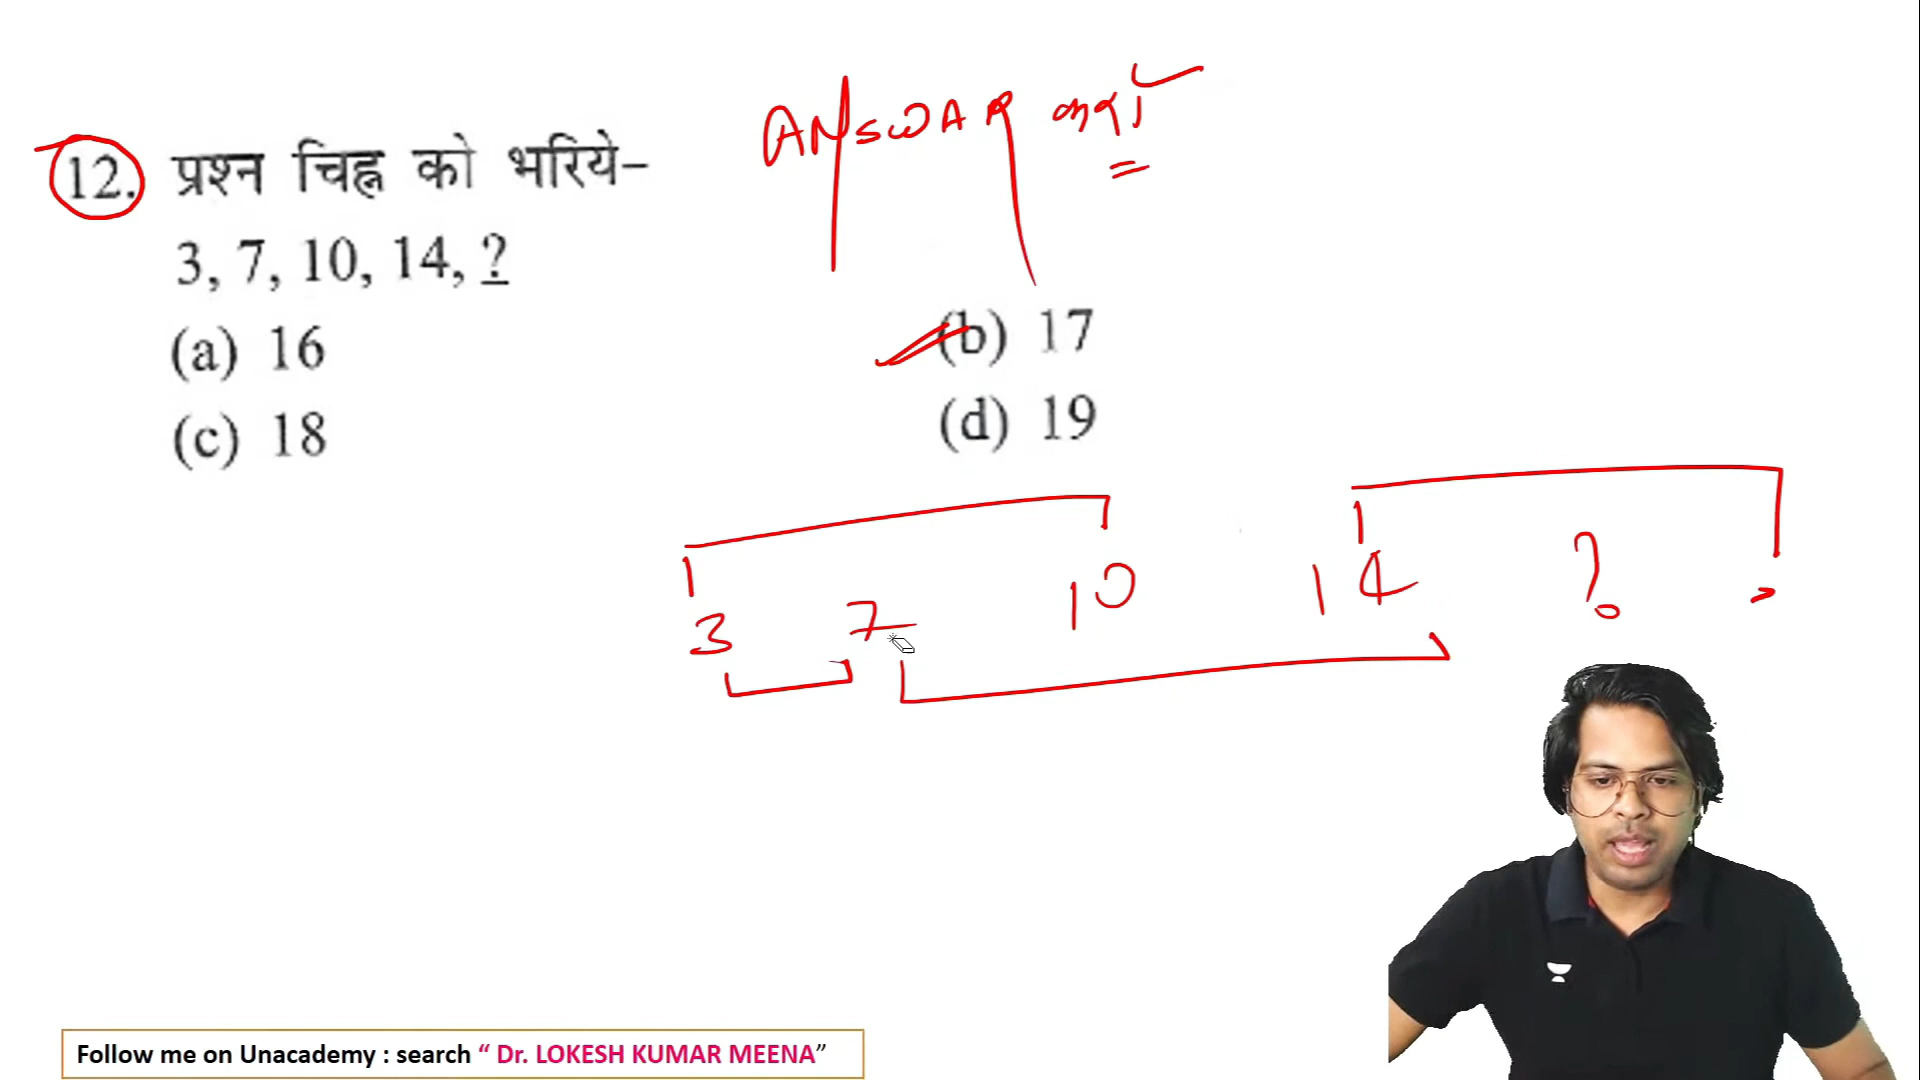 ANSWAR
12. प्रश्न चिह्न को भरिये–
3, 7, 10, 14, ?
(a) 16 (b) 17
(c) 18 (d) 19
3 7 10 14 ?
Follow me on Unacademy : search “ Dr. LOKESH KUMAR MEENA”